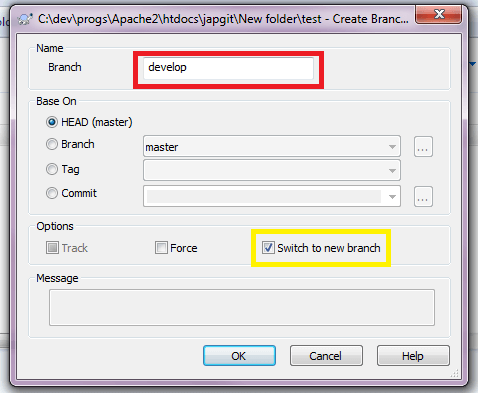 C:\dev\progs\Apache2\htdocs\japgit\New folder\test - Create Branc...
Name
Branch develop
Base On
HEAD (master)
Branch master ...
Tag
Commit ...
Options
Track Force Switch to new branch
Message
OK Cancel Help